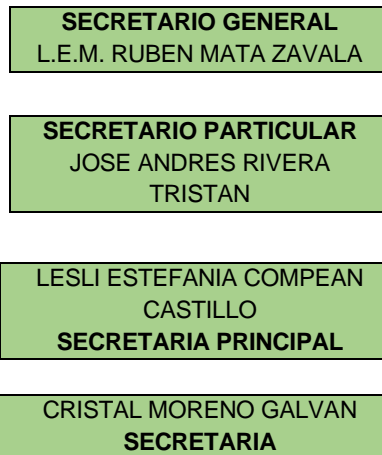 SECRETARIO GENERAL
L.E.M. RUBEN MATA ZAVALA
SECRETARIO PARTICULAR
JOSE ANDRES RIVERA
TRISTAN
LESLI ESTEFANIA COMPEAN
CASTILLO
SECRETARIA PRINCIPAL
CRISTAL MORENO GALVAN
SECRETARIA